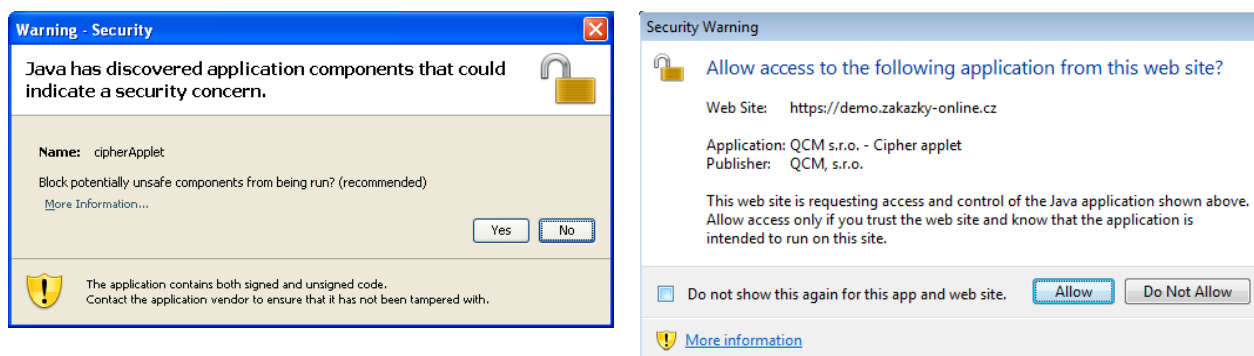 Warning - Security
Java has discovered application components that could
indicate a security concern.
Name: cipherApplet
Block potentially unsafe components from being run? (recommended)
More Information...
Yes No
The application contains both signed and unsigned code.
Contact the application vendor to ensure that it has not been tampered with.
Security Warning
Allow access to the following application from this web site?
Web Site: https://demo.zakazky-online.cz
Application: QCM s.r.o. - Cipher applet
Publisher: QCM, s.r.o.
This web site is requesting access and control of the Java application shown above.
Allow access only if you trust the web site and know that the application is
intended to run on this site.
Do not show this again for this app and web site. Allow Do Not Allow
More information